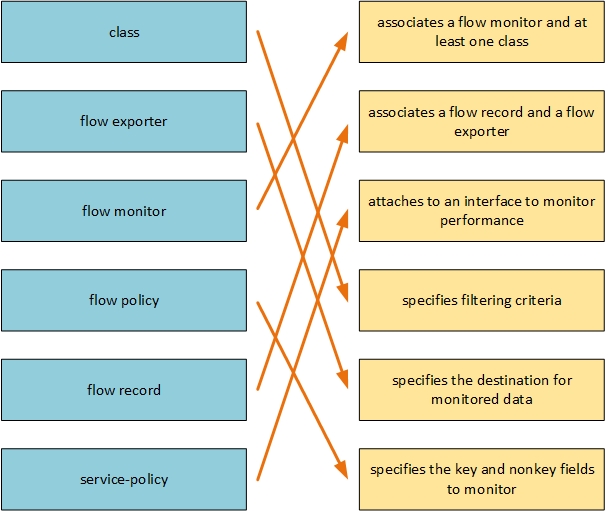 class
flow exporter
flow monitor
flow policy
flow record
service-policy
associates a flow monitor and at
least one class
associates a flow record and a flow
exporter
attaches to an interface to monitor
performance
specifies filtering criteria
specifies the destination for
monitored data
specifies the key and nonkey fields
to monitor